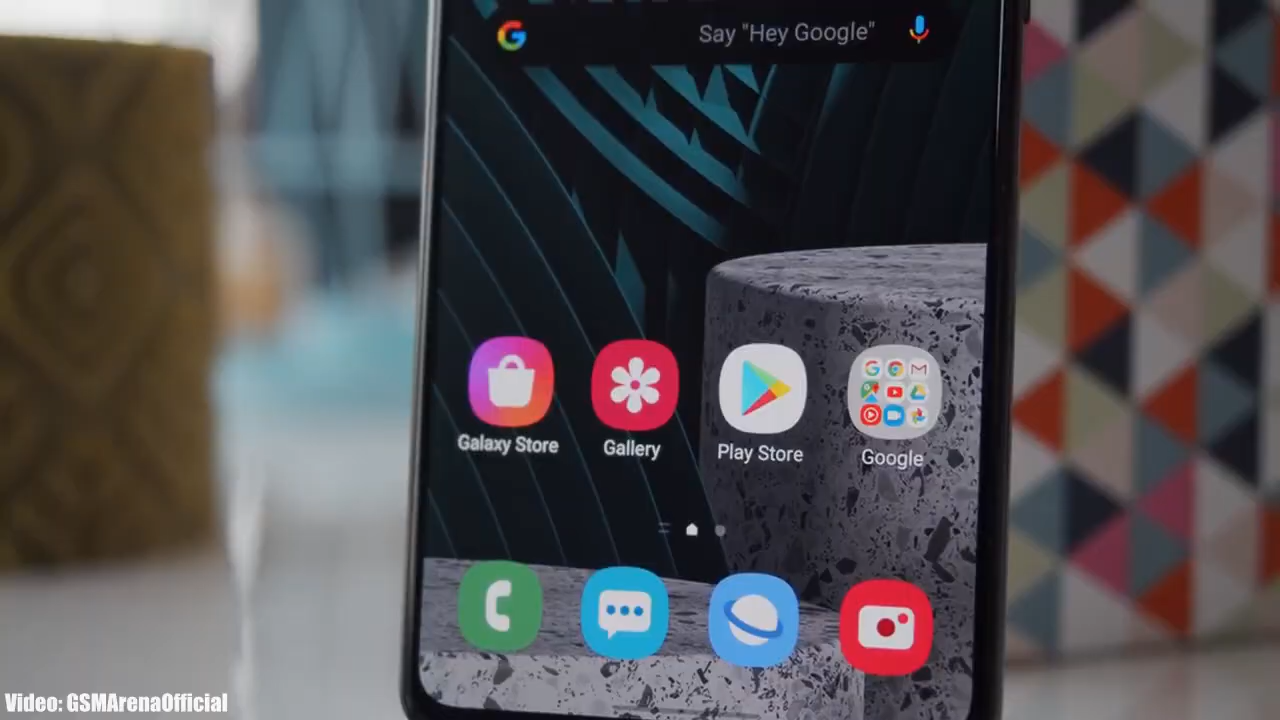 Say "Hey Google"
Galaxy Store
Gallery
Play Store
Google
Video: GSMArenaOfficial